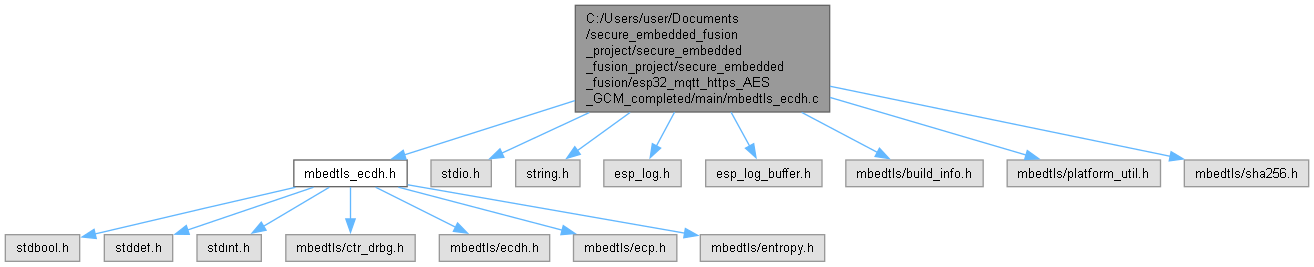 C:/Users/user/Documents
/secure_embedded_fusion
_project/secure_embedded
_fusion_project/secure_embedded
_fusion/esp32_mqtt_https_AES
_GCM_completed/main/mbedtls_ecdh.c
mbedtls_ecdh.h
stdio.h
string.h
esp_log.h
esp_log_buffer.h
mbedtls/build_info.h
mbedtls/platform_util.h
mbedtls/sha256.h
stdbool.h
stddef.h
stdint.h
mbedtls/ctr_drbg.h
mbedtls/ecdh.h
mbedtls/ecp.h
mbedtls/entropy.h